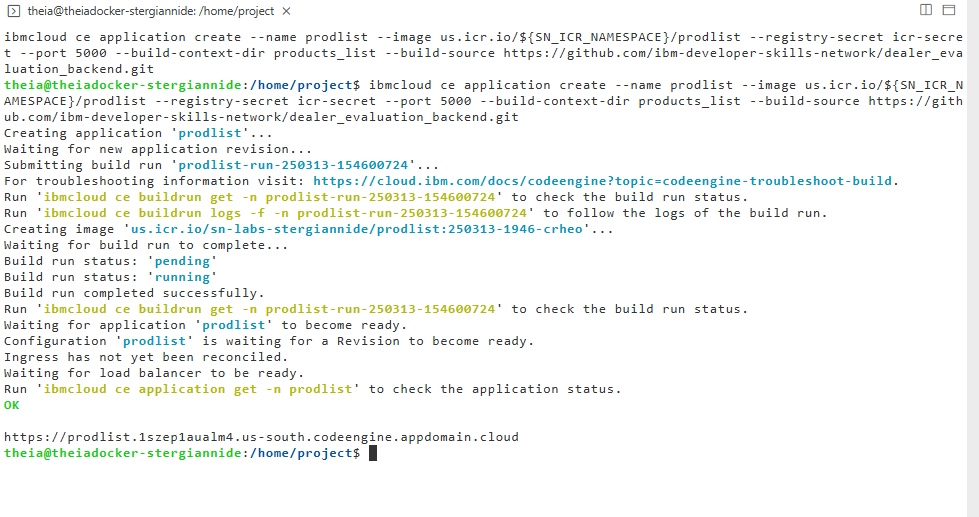 theia@theiadocker-stergiannide: /home/project ×
ibmcloud ce application create --name prodlist --image us.icr.io/${SN_ICR_NAMESPACE}/prodlist --registry-secret icr-secre
t --port 5000 --build-context-dir products_list --build-source https://github.com/ibm-developer-skills-network/dealer_eva
luation_backend.git
theia@theiadocker-stergiannide:/home/project$ ibmcloud ce application create --name prodlist --image us.icr.io/${SN_ICR_N
AMESPACE}/prodlist --registry-secret icr-secret --port 5000 --build-context-dir products_list --build-source https://gith
ub.com/ibm-developer-skills-network/dealer_evaluation_backend.git
Creating application 'prodlist'...
Waiting for new application revision...
Submitting build run 'prodlist-run-250313-154600724'...
For troubleshooting information visit: https://cloud.ibm.com/docs/codeengine?topic=codeengine-troubleshoot-build.
Run 'ibmcloud ce buildrun get -n prodlist-run-250313-154600724' to check the build run status.
Run 'ibmcloud ce buildrun logs -f -n prodlist-run-250313-154600724' to follow the logs of the build run.
Creating image 'us.icr.io/sn-labs-stergiannide/prodlist:250313-1946-crheo'...
Waiting for build run to complete...
Build run status: 'pending'
Build run status: 'running'
Build run completed successfully.
Run 'ibmcloud ce buildrun get -n prodlist-run-250313-154600724' to check the build run status.
Waiting for application 'prodlist' to become ready.
Configuration 'prodlist' is waiting for a Revision to become ready.
Ingress has not yet been reconciled.
Waiting for load balancer to be ready.
Run 'ibmcloud ce application get -n prodlist' to check the application status.
OK
https://prodlist.1szep1aualm4.us-south.codeengine.appdomain.cloud
theia@theiadocker-stergiannide:/home/project$